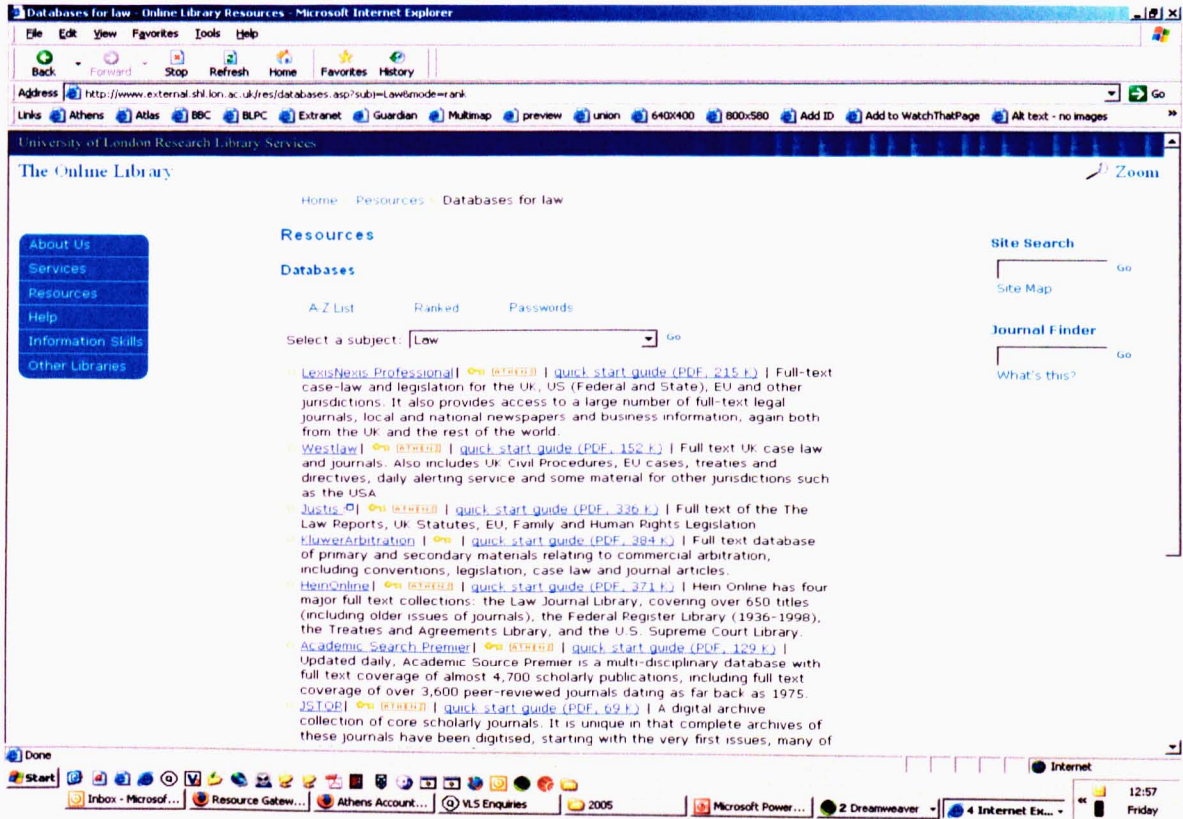 Databases for law - Online Library Resources - Microsoft Internet Explorer
File Edit View Favorites Tools Help
Back Forward Stop Refresh Home Favorites History
Address http://www.external.shl.lon.ac.uk/res/databases.asp?subj=Law&mode=rank Go
Links Athens Atlas BBC BLPC Extranet Guardian Multimap preview union 640X400 800x580 Add ID Add to WatchThatPage Alt text - no images »
University of London Research Library Services
The Online Library Zoom
Home Resources Databases for law
About Us
Services
Resources
Help
Information Skills
Other Libraries
Resources
Databases
A-Z List Ranked Passwords
Select a subject: Law Go
LexisNexis Professional | ATHENS | quick start guide (PDF, 215 K) | Full-text
case-law and legislation for the UK, US (Federal and State), EU and other
jurisdictions. It also provides access to a large number of full-text legal
journals, local and national newspapers and business information, again both
from the UK and the rest of the world.
Westlaw | ATHENS | quick start guide (PDF, 152 K) | Full text UK case law
and journals. Also includes UK Civil Procedures, EU cases, treaties and
directives, daily alerting service and some material for other jurisdictions such
as the USA
Justis | ATHENS | quick start guide (PDF, 336 K) | Full text of the The
Law Reports, UK Statutes, EU, Family and Human Rights Legislation
KluwerArbitration | quick start guide (PDF, 384 K) | Full text database
of primary and secondary materials relating to commercial arbitration,
including conventions, legislation, case law and journal articles.
HeinOnline | ATHENS | quick start guide (PDF, 371 K) | Hein Online has four
major full text collections: the Law Journal Library, covering over 650 titles
(including older issues of journals), the Federal Register Library (1936-1998),
the Treaties and Agreements Library, and the U.S. Supreme Court Library.
Academic Search Premier | ATHENS | quick start guide (PDF, 129 K) |
Updated daily, Academic Source Premier is a multi-disciplinary database with
full text coverage of almost 4,700 scholarly publications, including full text
coverage of over 3,600 peer-reviewed journals dating as far back as 1975.
JSTOR | ATHENS | quick start guide (PDF, 69 K) | A digital archive
collection of core scholarly journals. It is unique in that complete archives of
these journals have been digitised, starting with the very first issues, many of
Site Search
Go
Site Map
Journal Finder
Go
What's this?
Done Internet
Start
Inbox - Microsof... Resource Gatew... Athens Account... VLS Enquiries 2005 Microsoft Power... 2 Dreamweaver 4 Internet Ex... «
12:57
Friday